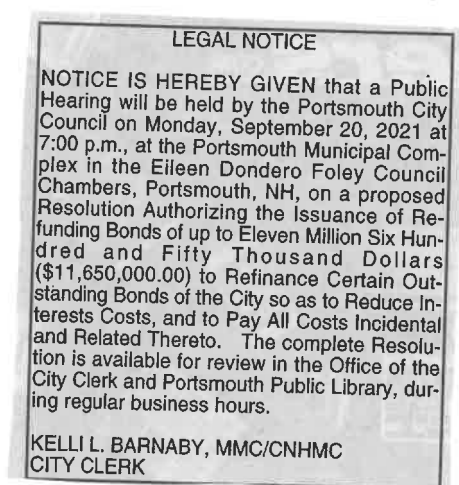 LEGAL NOTICE
NOTICE IS HEREBY GIVEN that a Public
Hearing will be held by the Portsmouth City
Council on Monday, September 20, 2021 at
7:00 p.m., at the Portsmouth Municipal Com-
plex in the Eileen Dondero Foley Council
Chambers, Portsmouth, NH, on a proposed
Resolution Authorizing the Issuance of Re-
funding Bonds of up to Eleven Million Six Hun-
dred and Fifty Thousand Dollars
($11,650,000.00) to Refinance Certain Out-
standing Bonds of the City so as to Reduce In-
terests Costs, and to Pay All Costs Incidental
and Related Thereto. The complete Resolu-
tion is available for review in the Office of the
City Clerk and Portsmouth Public Library, dur-
ing regular business hours.
KELLI L. BARNABY, MMC/CNHMC
CITY CLERK